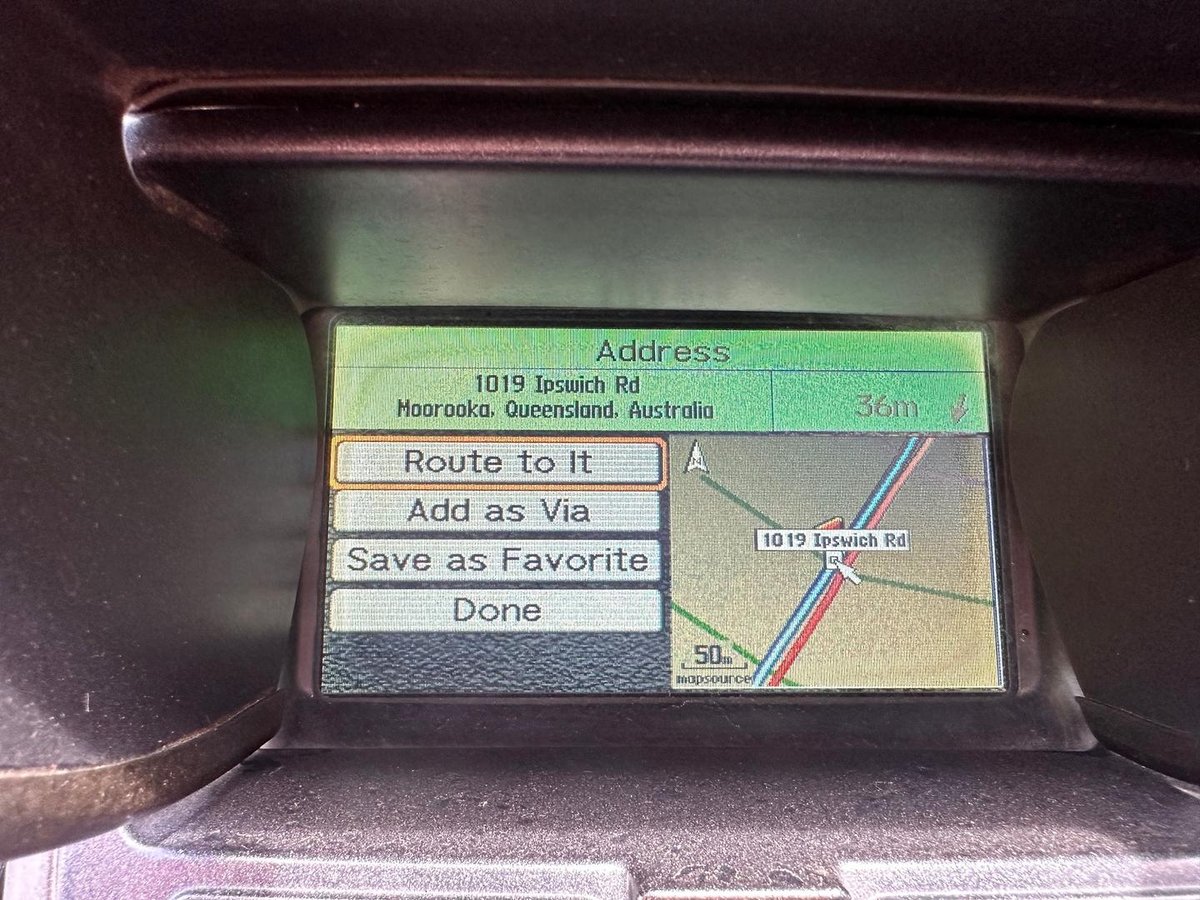 Address
1019 Ipswich Rd
Moorooka, Queensland, Australia
36m
Route to It
Add as Via
Save as Favorite
Done
N
1019 Ipswich Rd
50m
mapsource